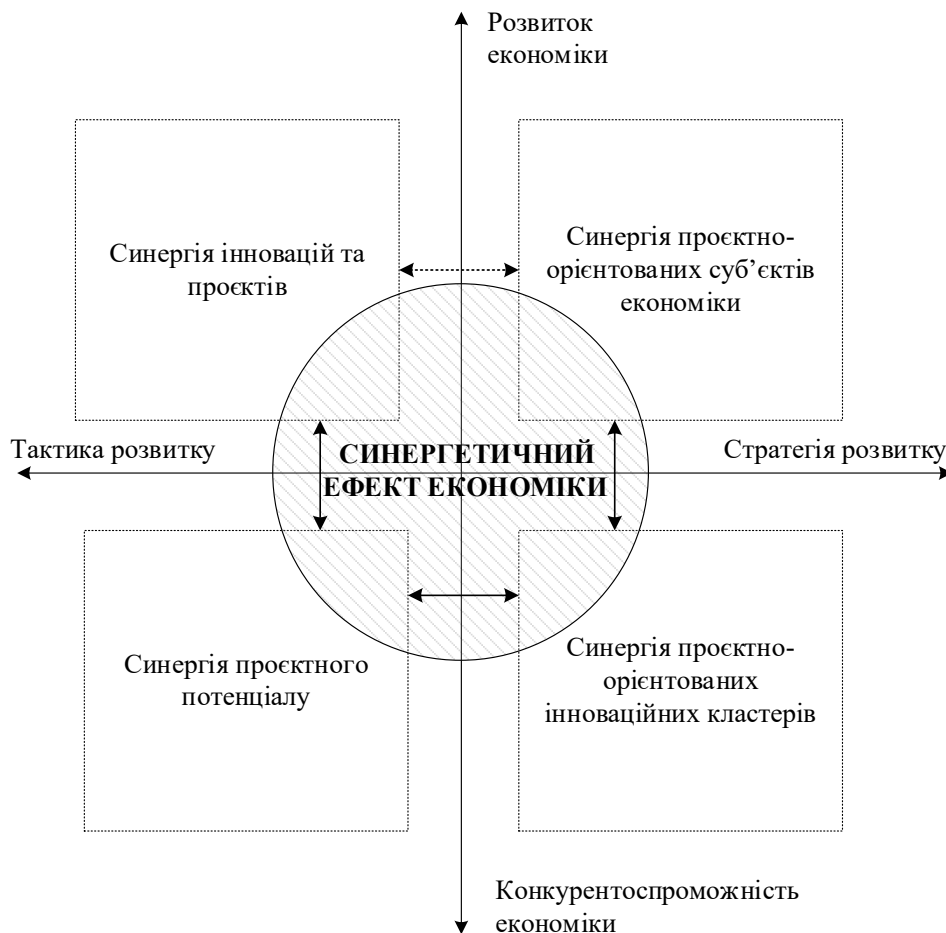 Розвиток
економіки
Синергія інновацій та
проєктів
Синергія проєктно-
орієнтованих суб’єктів
економіки
Тактика розвитку
СИНЕРГЕТИЧНИЙ
ЕФЕКТ ЕКОНОМІКИ
Стратегія розвитку
Синергія проєктного
потенціалу
Синергія проєктно-
орієнтованих
інноваційних кластерів
Конкурентоспроможність
економіки